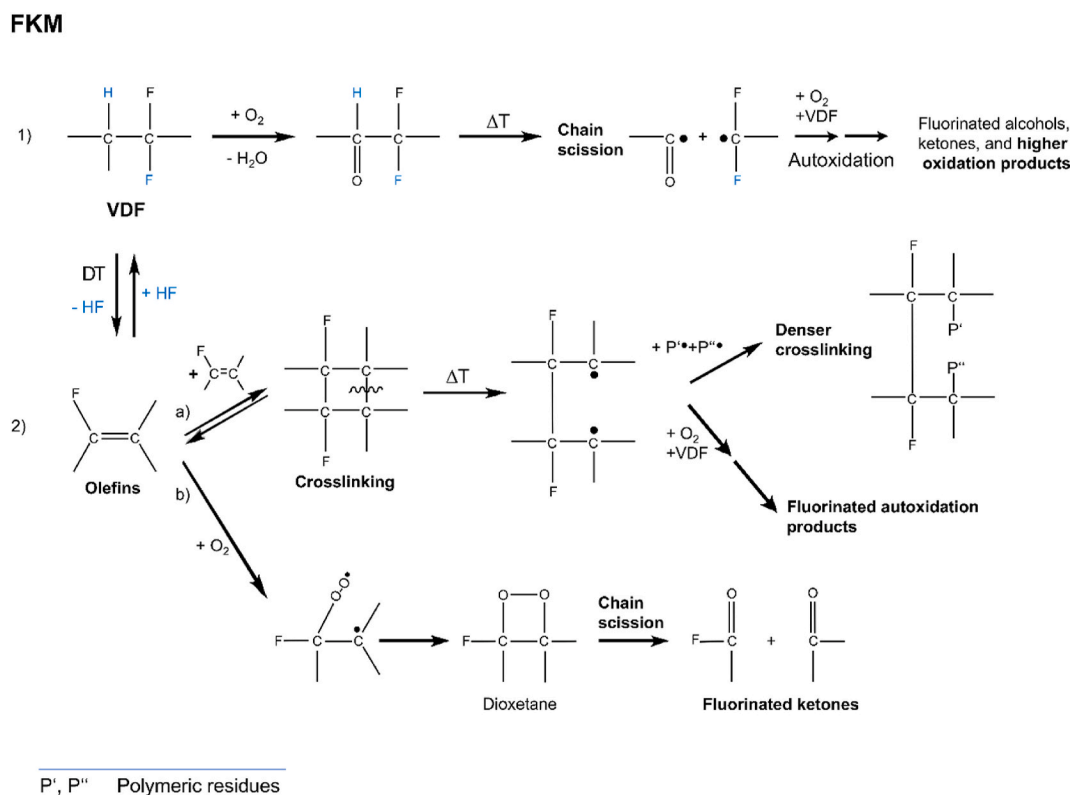 FKM
1)
H F
C C
F
VDF
+ O₂
- H₂O
H F
C C
O F
ΔT
Chain
scission
C• + •C
O
F
F
+ O₂
+VDF
Autoxidation
Fluorinated alcohols,
ketones, and higher
oxidation products
DT
- HF
+ HF
2)
F
C=C
Olefins
a)
+ F
C=C
F
C C
C C
F
Crosslinking
ΔT
F
C C
•
•
C C
F
+ P‘•+P“•
Denser
crosslinking
F
C C
P‘
P“
C C
F
+ O₂
+VDF
Fluorinated autoxidation
products
b)
+ O₂
O-O•
F C C•
O O
F C C
Dioxetane
Chain
scission
O O
F C + C
Fluorinated ketones
P‘, P“ Polymeric residues